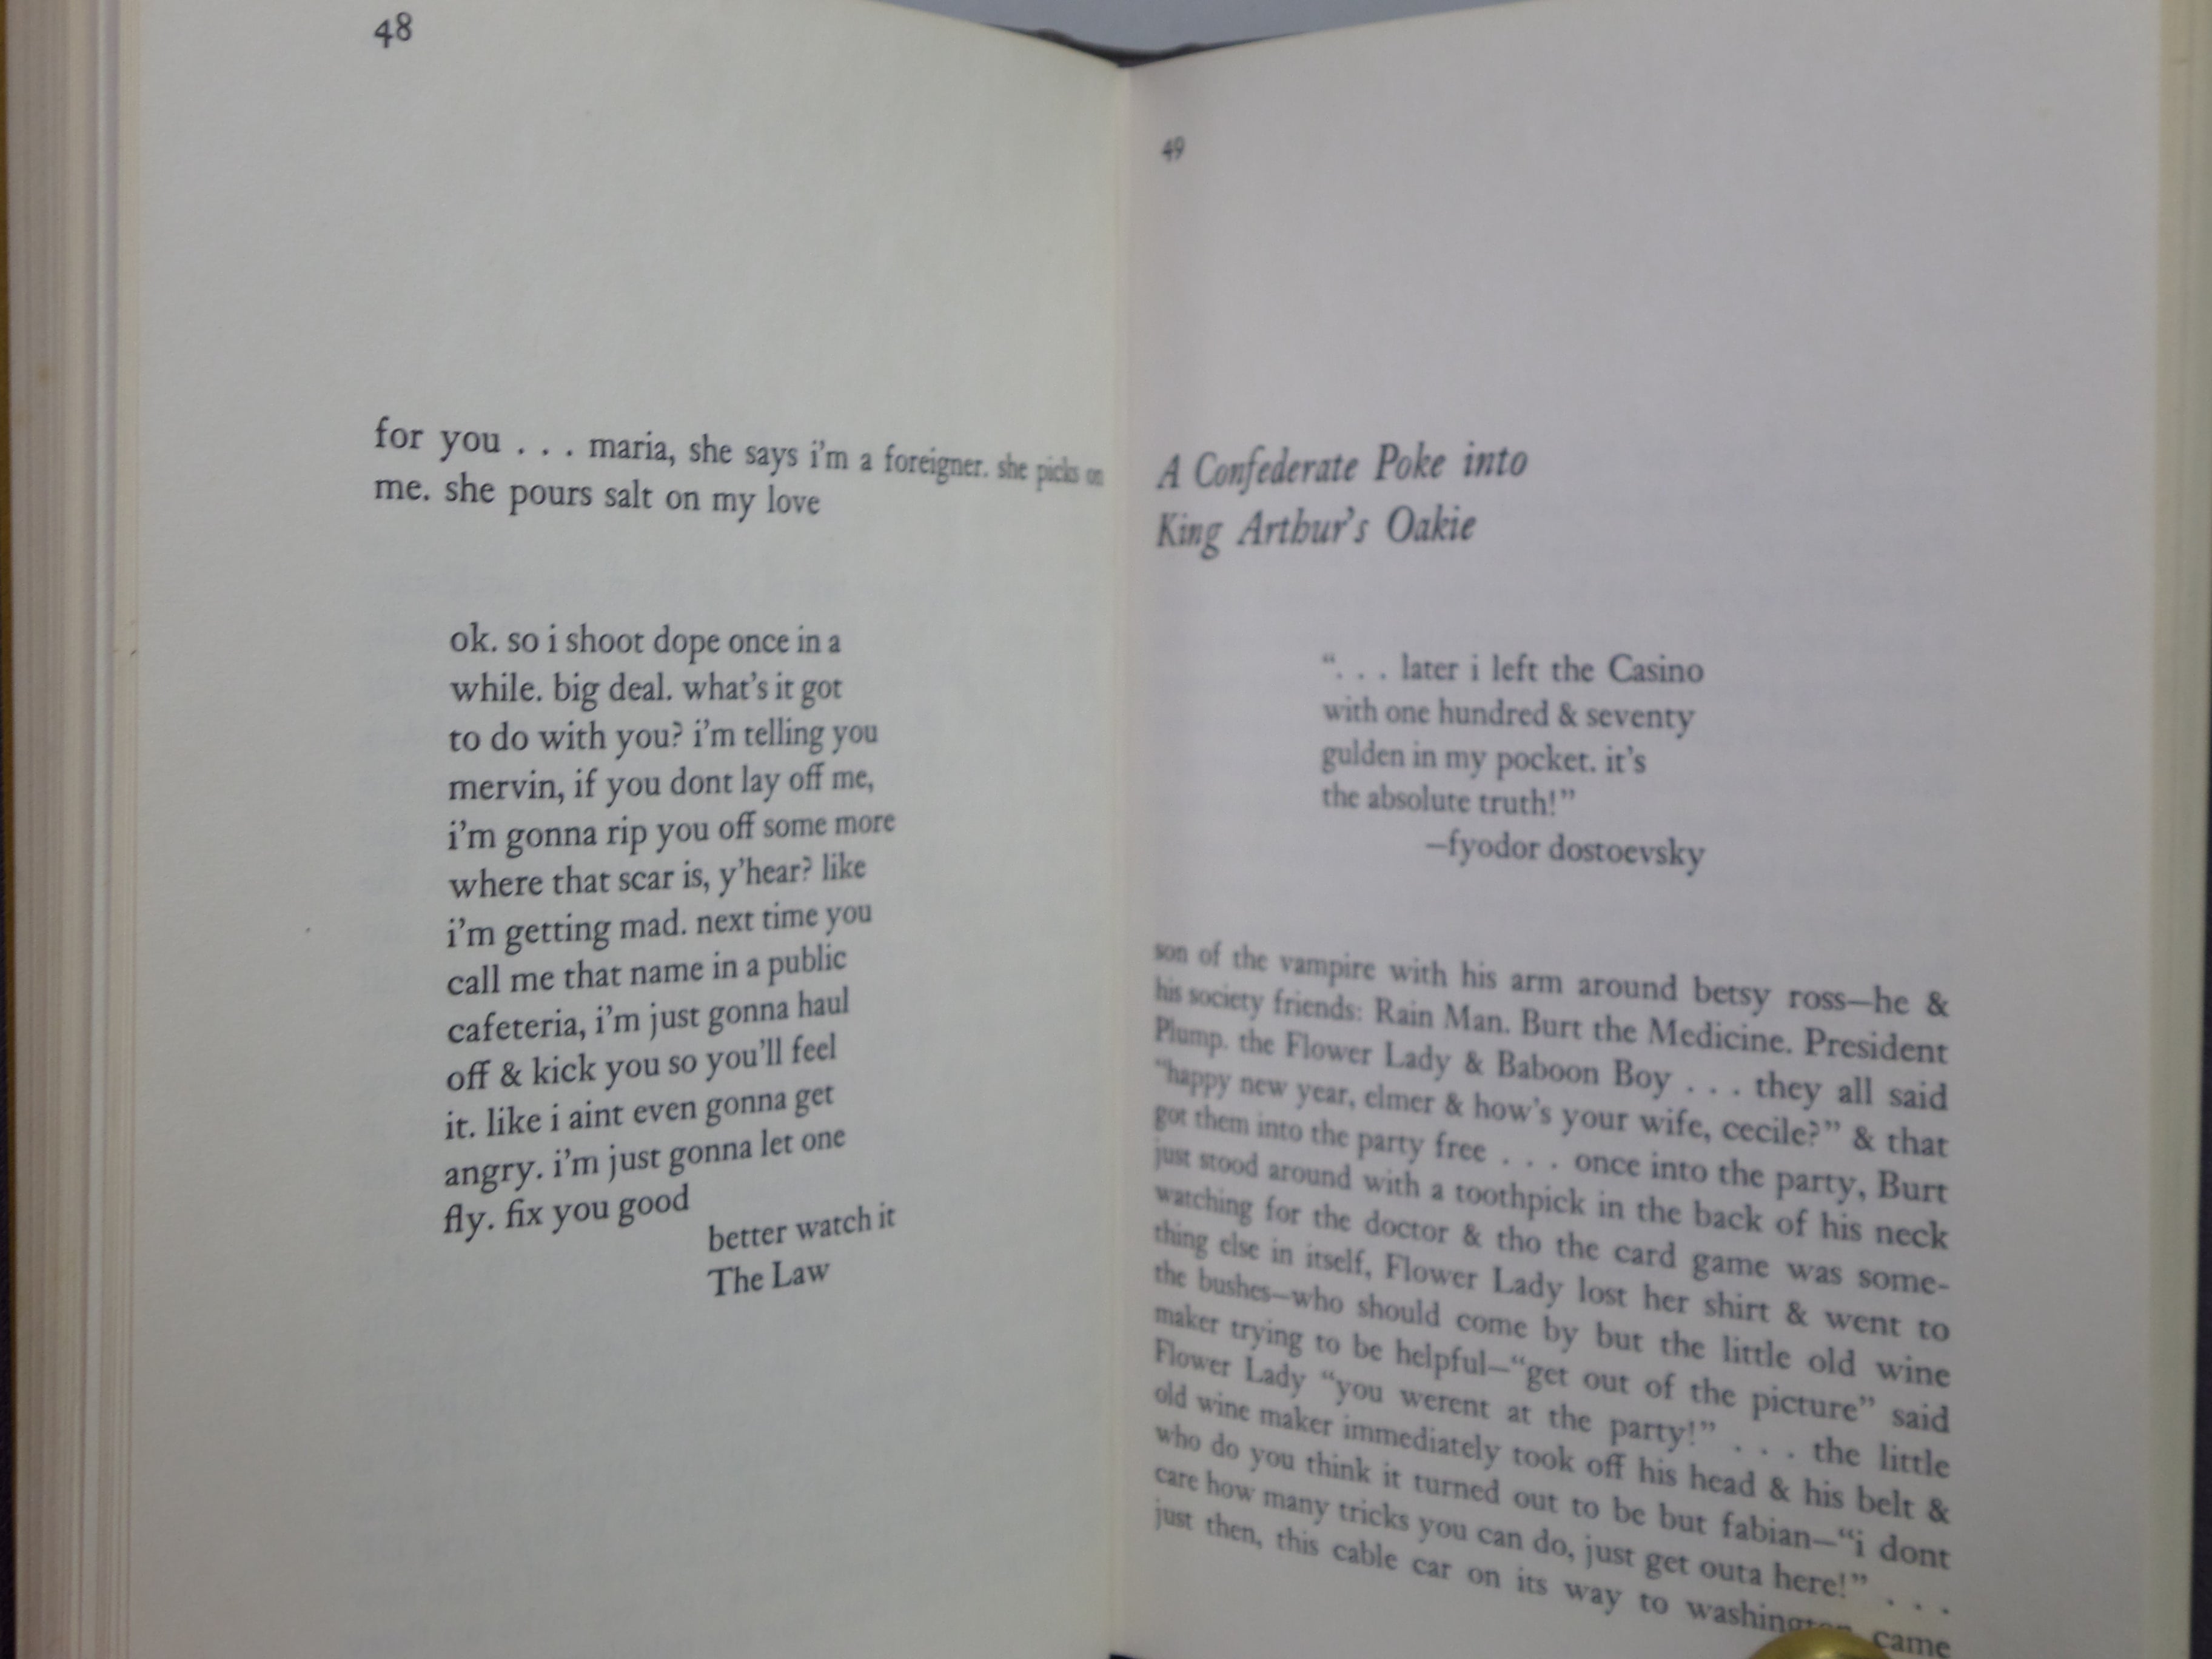 48
for you . . . maria, she says i'm a foreigner. she picks on
me. she pours salt on my love
ok. so i shoot dope once in a
while. big deal. what's it got
to do with you? i'm telling you
mervin, if you dont lay off me,
i'm gonna rip you off some more
where that scar is, y'hear? like
i'm getting mad. next time you
call me that name in a public
cafeteria, i'm just gonna haul
off & kick you so you'll feel
it. like i aint even gonna get
angry. i'm just gonna let one
fly. fix you good
better watch it
The Law
49
A Confederate Poke into
King Arthur's Oakie
". . . later i left the Casino
with one hundred & seventy
gulden in my pocket. it's
the absolute truth!"
—fyodor dostoevsky
son of the vampire with his arm around betsy ross—he &
his society friends: Rain Man. Burt the Medicine. President
Plump. the Flower Lady & Baboon Boy . . . they all said
"happy new year, elmer & how's your wife, cecile?" & that
got them into the party free . . . once into the party, Burt
just stood around with a toothpick in the back of his neck
watching for the doctor & tho the card game was some-
thing else in itself, Flower Lady lost her shirt & went to
the bushes—who should come by but the little old wine
maker trying to be helpful—"get out of the picture" said
Flower Lady "you werent at the party!" . . . the little
old wine maker immediately took off his head & his belt &
who do you think it turned out to be but fabian—"i dont
care how many tricks you can do, just get outa here!" . . .
just then, this cable car on its way to washington came